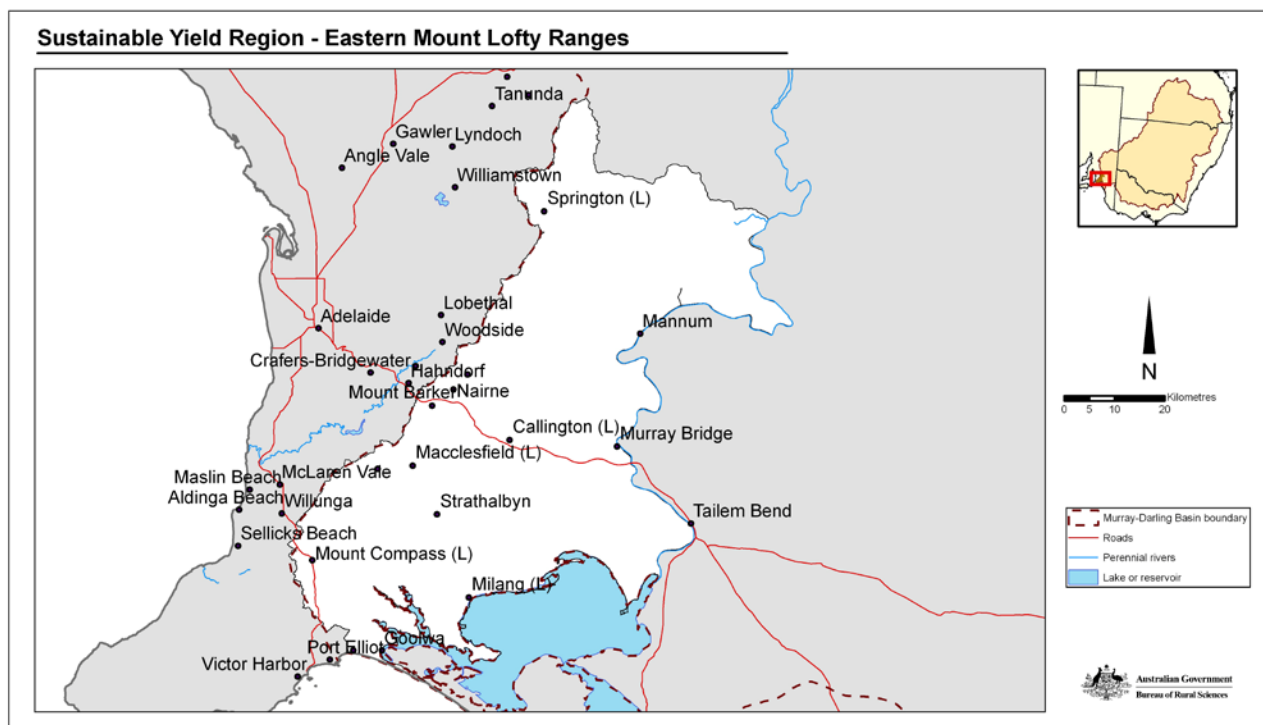 Sustainable Yield Region - Eastern Mount Lofty Ranges
Tanunda
Gawler
Lyndoch
Angle Vale
Williamstown
Springton (L)
Lobethal
Adelaide
Woodside
Mannum
Crafers-Bridgewater
Hahndorf
Mount Barker
Nairne
Callington (L)
Murray Bridge
Macclesfield (L)
Maslin Beach
McLaren Vale
Aldinga Beach
Willunga
Strathalbyn
Tailem Bend
Sellicks Beach
Mount Compass (L)
Milang (L)
Goolwa
Port Elliot
Victor Harbor
N
Kilometres
0 5 10 20
Murray-Darling Basin boundary
Roads
Perennial rivers
Lake or reservoir
Australian Government
Bureau of Rural Sciences